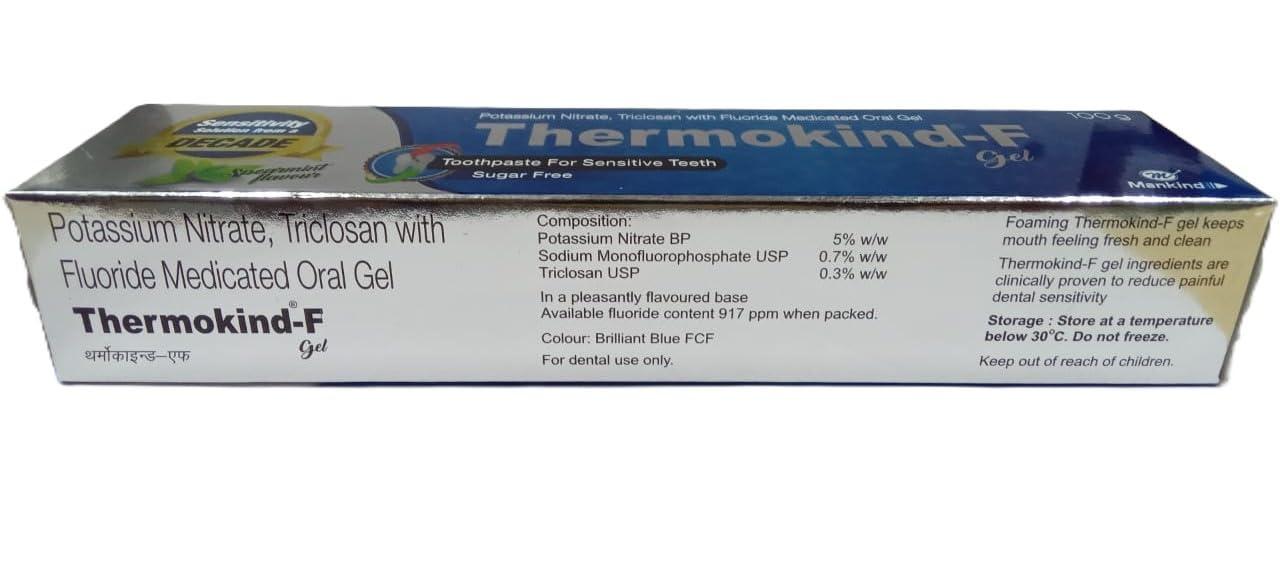 Sensitivity
Solution from a
DECADE
Spearmint
flavour
Potassium Nitrate, Triclosan with Fluoride Medicated Oral Gel
100 g
Thermokind-F
Gel
Toothpaste For Sensitive Teeth
Sugar Free
Mankind
Potassium Nitrate, Triclosan with
Fluoride Medicated Oral Gel
Thermokind®-F
Gel
थर्मोकाइन्ड–एफ
Composition:
Potassium Nitrate BP 5% w/w
Sodium Monofluorophosphate USP 0.7% w/w
Triclosan USP 0.3% w/w
In a pleasantly flavoured base
Available fluoride content 917 ppm when packed.
Colour: Brilliant Blue FCF
For dental use only.
Foaming Thermokind-F gel keeps
mouth feeling fresh and clean
Thermokind-F gel ingredients are
clinically proven to reduce painful
dental sensitivity
Storage : Store at a temperature
below 30°C. Do not freeze.
Keep out of reach of children.